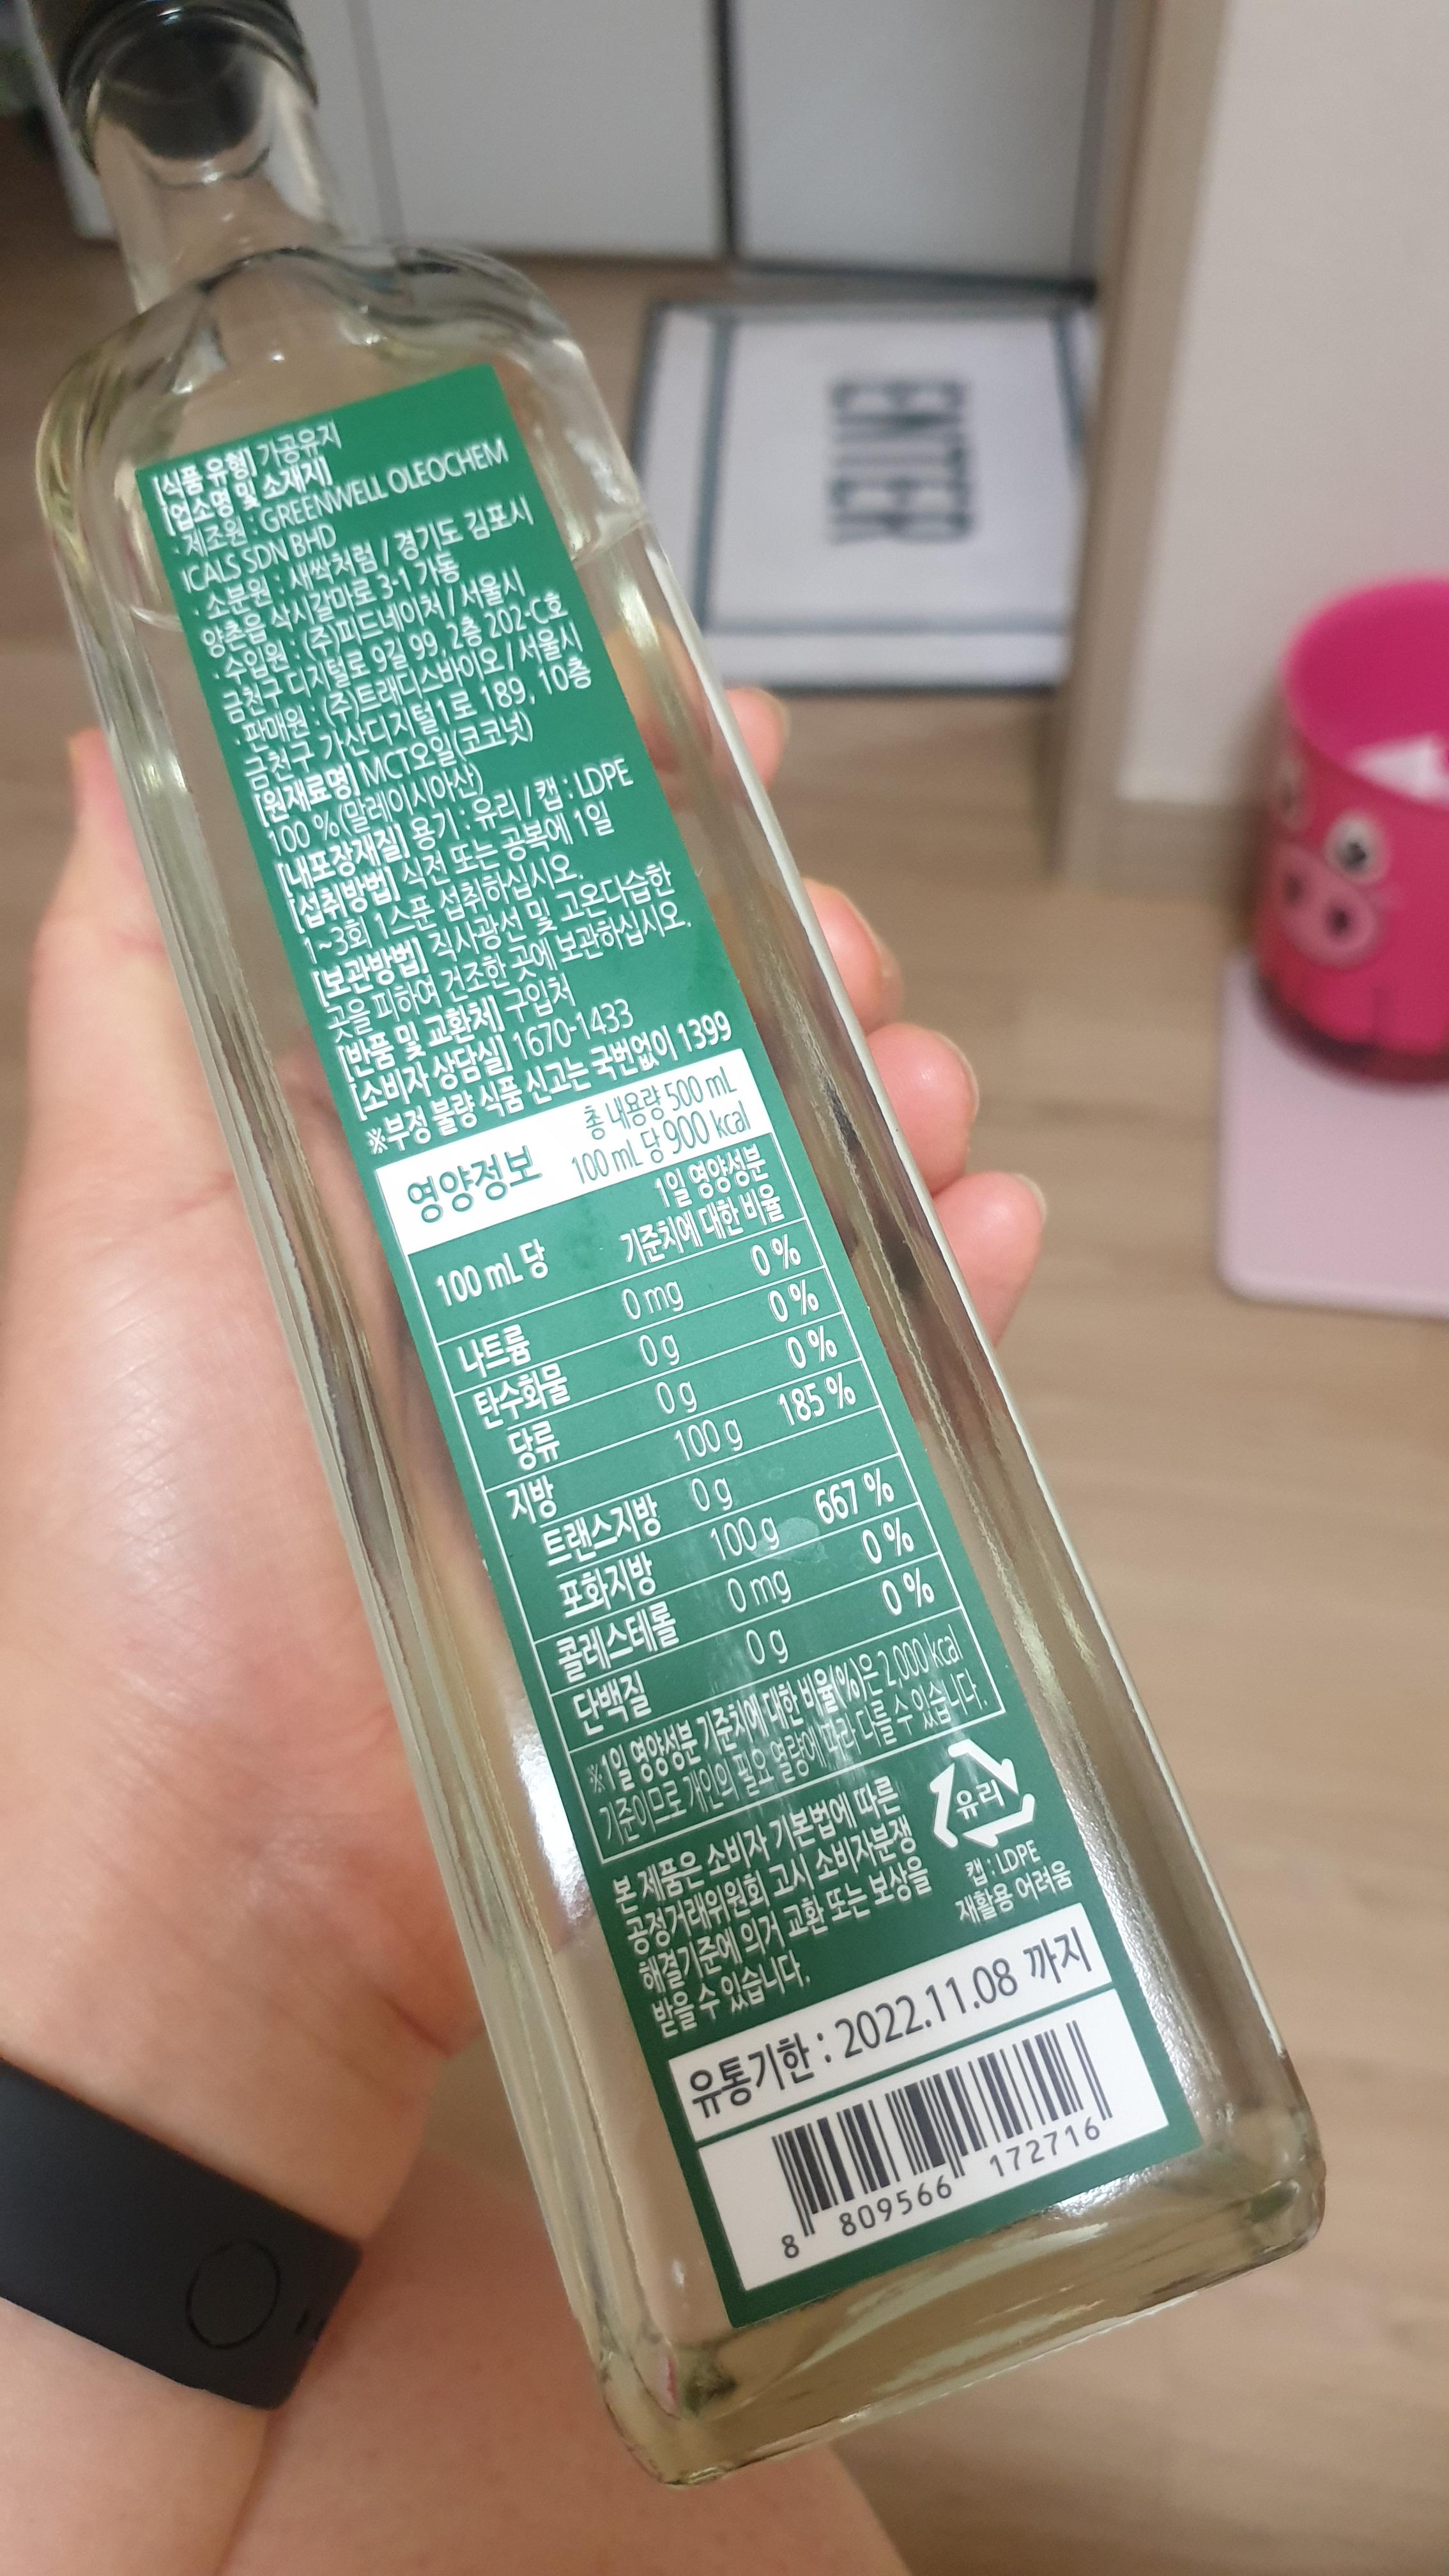 [식품 유형] 가공유지
[업소명 및 소재지]
· 제조원 : GREENWELL OLEOCHEM
ICALS SDN BHD
· 소분원 : 새싹처럼 / 경기도 김포시
양촌읍 삭시갈마로 3-1 가동
· 수입원 : (주)피드네이처 / 서울시
금천구 디지털로 9길 99, 2층 202-C호
· 판매원 : (주)트래디스바이오 / 서울시
금천구 가산디지털1로 189, 10층
[원재료명] MCT오일(코코넛)
100 %(말레이시아산)
[내포장재질] 용기 : 유리 / 캡 : LDPE
[섭취방법] 식전 또는 공복에 1일
1~3회 1스푼 섭취하십시오.
[보관방법] 직사광선 및 고온다습한
곳을 피하여 건조한 곳에 보관하십시오.
[반품 및 교환처] 구입처
[소비자 상담실] 1670-1433
※부정 불량 식품 신고는 국번없이 1399
영양정보
총 내용량 500 mL
100 mL 당 900 kcal
100 mL 당
1일 영양성분
기준치에 대한 비율
나트륨 0 mg 0 %
탄수화물 0 g 0 %
당류 0 g 0 %
지방 100 g 185 %
트랜스지방 0 g
포화지방 100 g 667 %
콜레스테롤 0 mg 0 %
단백질 0 g 0 %
※1일 영양성분 기준치에 대한 비율(%)은 2,000 kcal
기준이므로 개인의 필요 열량에 따라 다를 수 있습니다.
본 제품은 소비자 기본법에 따른
공정거래위원회 고시 소비자분쟁
해결기준에 의거 교환 또는 보상을
받을 수 있습니다.
유리
캡 : LDPE
재활용 어려움
유통기한 : 2022.11.08 까지
8 809566 172716
ENTER